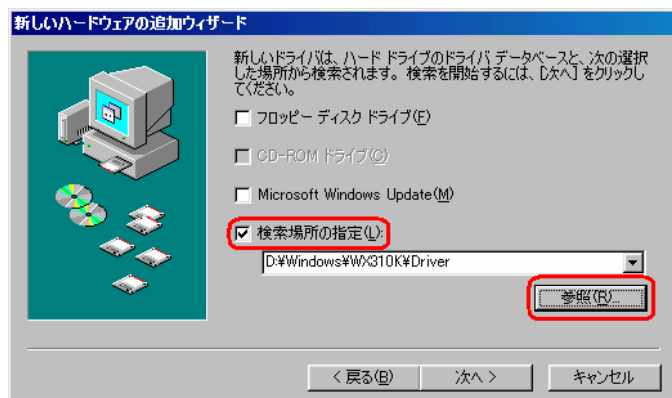 新しいハードウェアの追加ウィザード
新しいドライバは、ハード ドライブのドライバ データベースと、次の選択
した場所から検索されます。検索を開始するには、[次へ] をクリックし
てください。
フロッピー ディスク ドライブ(F)
CD-ROM ドライブ(C)
Microsoft Windows Update(M)
検索場所の指定(L):
D:¥Windows¥WX310K¥Driver
参照(R)...
< 戻る(B)
次へ >
キャンセル